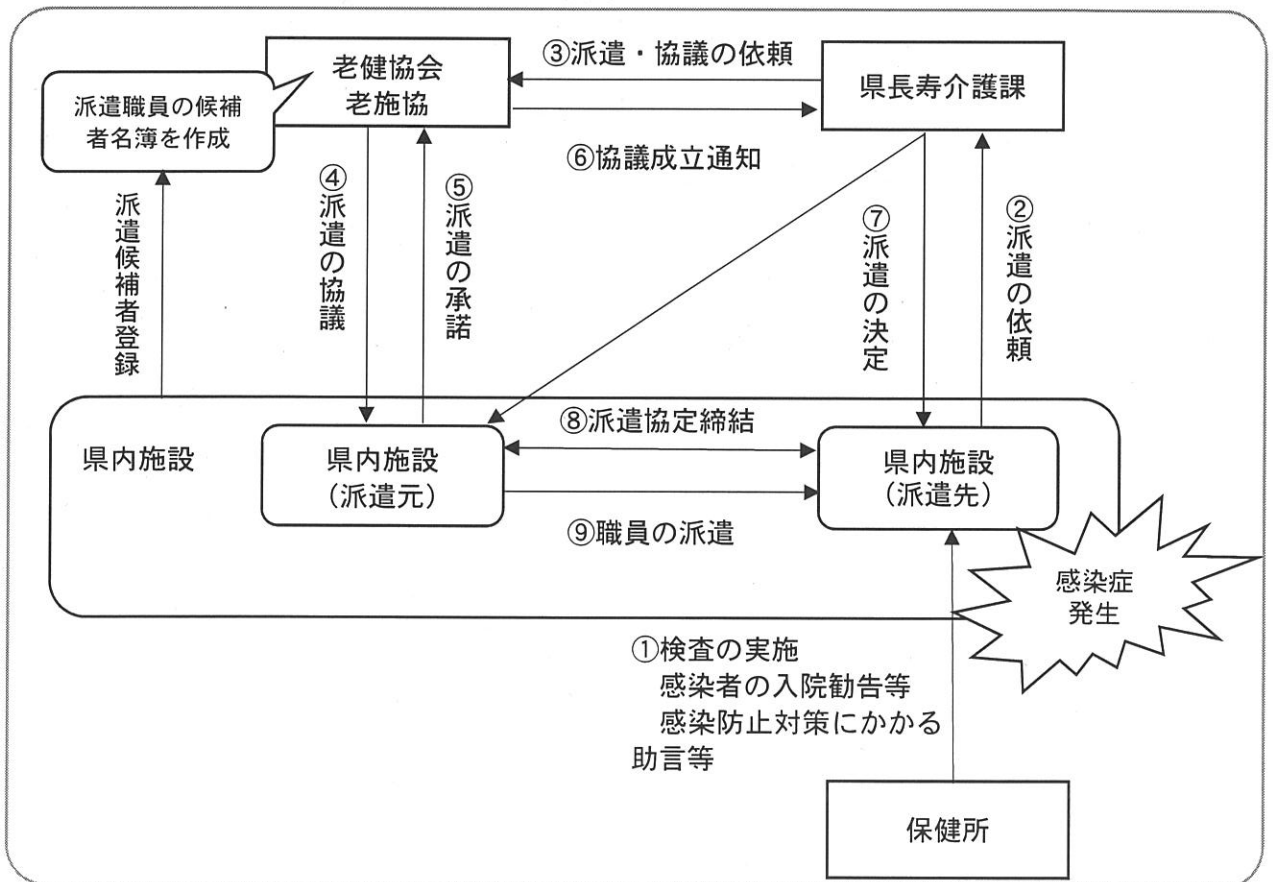 老健協会
老施協
③派遣・協議の依頼
県長寿介護課
派遣職員の候補
者名簿を作成
⑥協議成立通知
派遣候補者登録
④派遣の協議
⑤派遣の承諾
⑦派遣の決定
②派遣の依頼
県内施設
県内施設
(派遣元)
⑧派遣協定締結
県内施設
(派遣先)
⑨職員の派遣
感染症
発生
①検査の実施
感染者の入院勧告等
感染防止対策にかかる
助言等
保健所